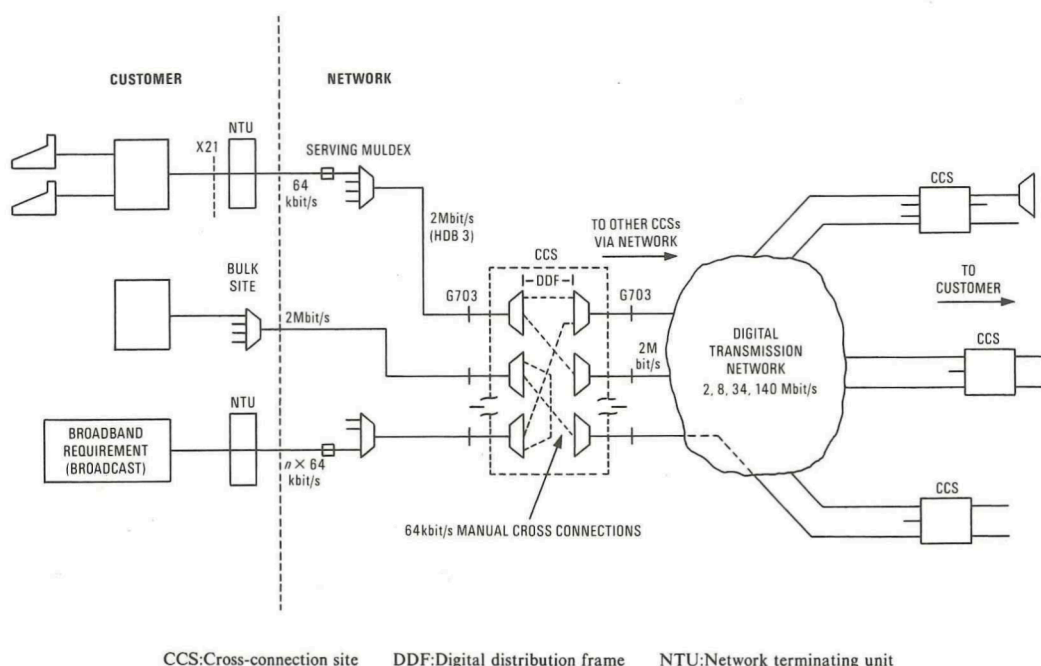 CUSTOMER
NETWORK
NTU
X21
SERVING MULDEX
64
kbit/s
2Mbit/s
(HDB 3)
TO OTHER CCSs
VIA NETWORK
CCS
DDF
G703
G703
CCS
TO
CUSTOMER
BULK
SITE
2Mbit/s
2M
bit/s
DIGITAL
TRANSMISSION
NETWORK
2, 8, 34, 140 Mbit/s
CCS
NTU
BROADBAND
REQUIREMENT
(BROADCAST)
n × 64
kbit/s
64kbit/s MANUAL CROSS CONNECTIONS
CCS
CCS:Cross-connection site DDF:Digital distribution frame NTU:Network terminating unit